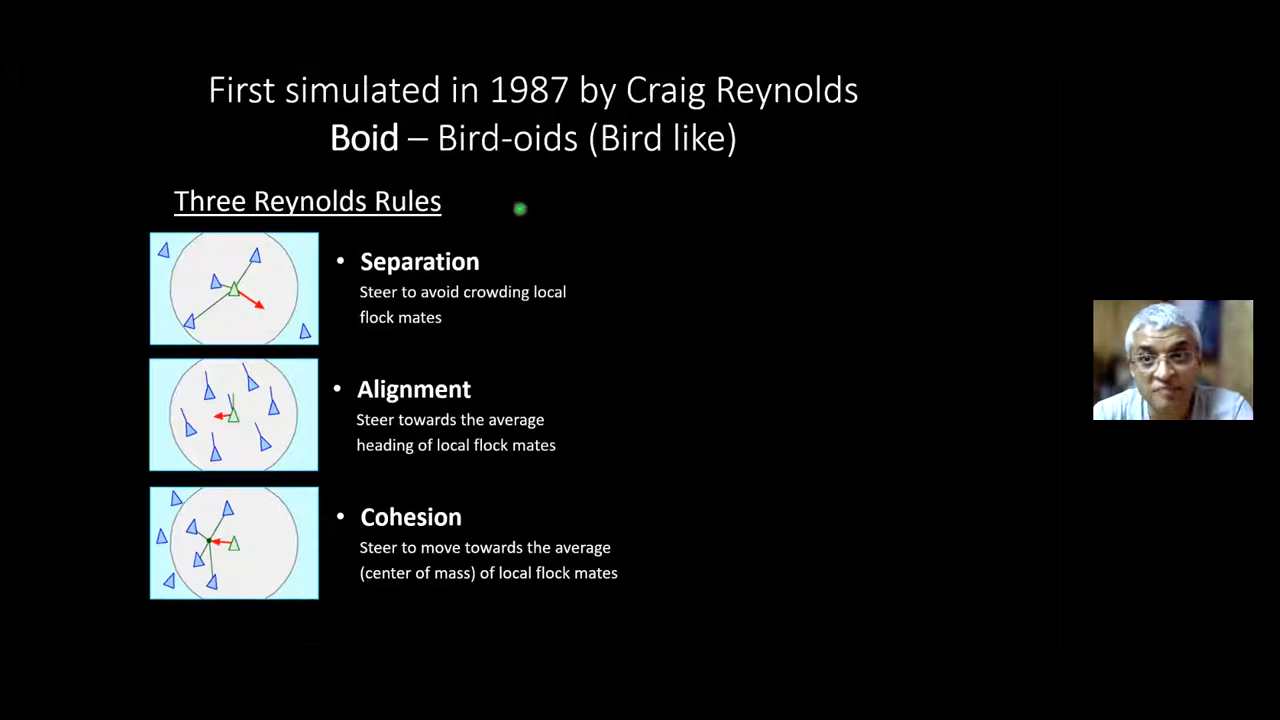 First simulated in 1987 by Craig Reynolds
Boid – Bird-oids (Bird like)
Three Reynolds Rules
• Separation
Steer to avoid crowding local
flock mates
• Alignment
Steer towards the average
heading of local flock mates
• Cohesion
Steer to move towards the average
(center of mass) of local flock mates